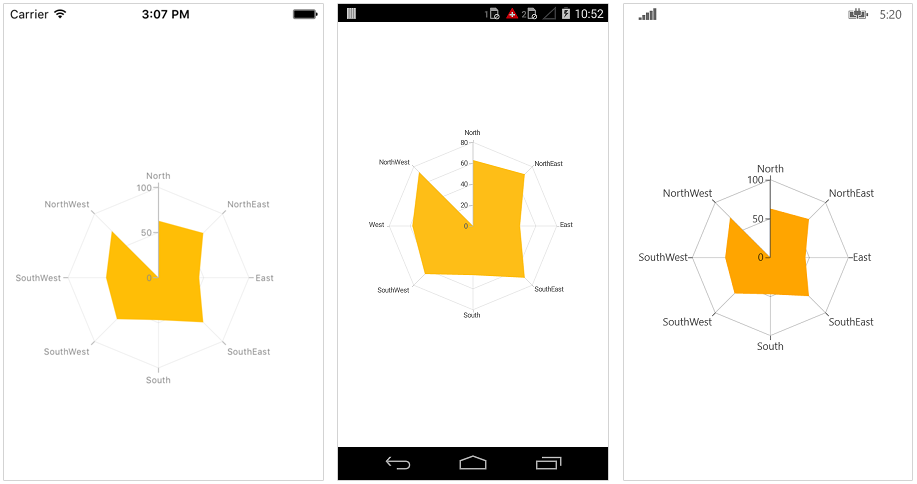 Carrier 3:07 PM
North
100
NorthWest NorthEast
50
SouthWest 0 East
SouthWest SouthEast
South
1 2 10:52
North
80
NorthWest NorthEast
60
40
20
West 0 East
SouthWest SouthEast
South
5:20
North
100
NorthWest NorthEast
50
SouthWest 0 East
SouthWest SouthEast
South